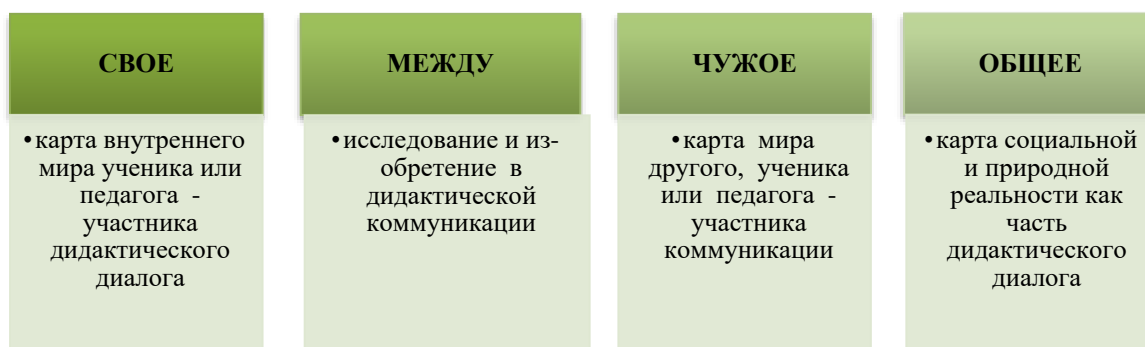 СВОЕ
•карта внутреннего
мира ученика или
педагога -
участника
дидактического
диалога
МЕЖДУ
•исследование и из-
обретение в
дидактической
коммуникации
ЧУЖОЕ
•карта мира
другого, ученика
или педагога -
участника
коммуникации
ОБЩЕЕ
•карта социальной
и природной
реальности как
часть
дидактического
диалога